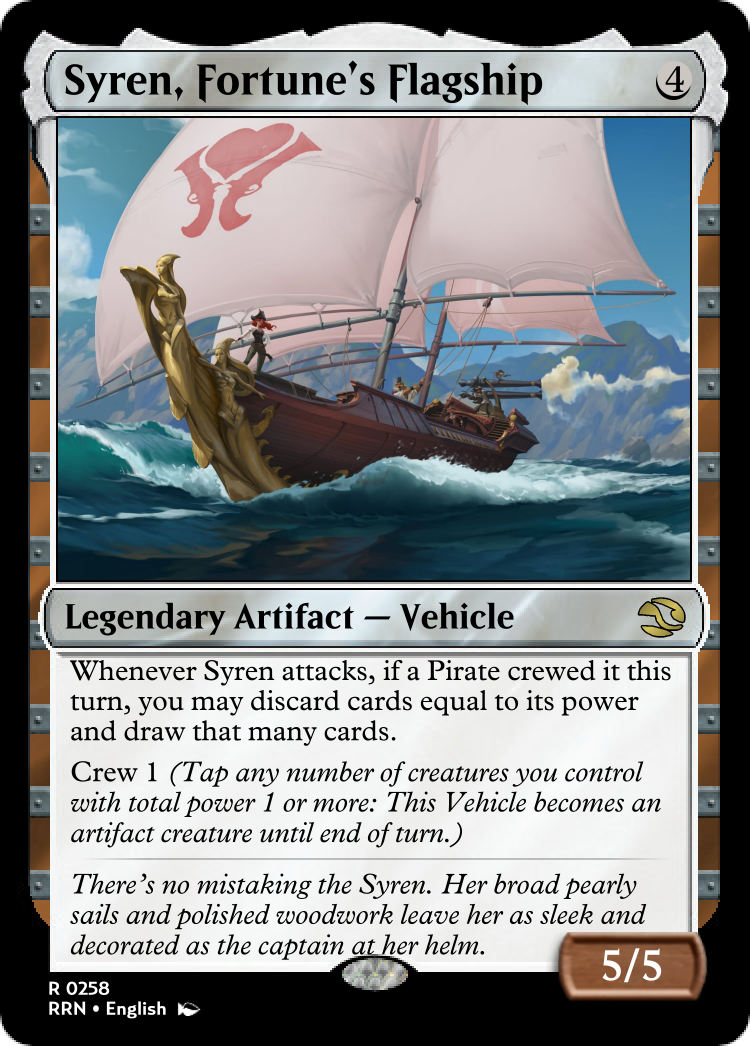 Syren, Fortune's Flagship
4
Legendary Artifact — Vehicle
Whenever Syren attacks, if a Pirate crewed it this
turn, you may discard cards equal to its power
and draw that many cards.
Crew 1 (Tap any number of creatures you control
with total power 1 or more: This Vehicle becomes an
artifact creature until end of turn.)
There's no mistaking the Syren. Her broad pearly
sails and polished woodwork leave her as sleek and
decorated as the captain at her helm.
5/5
R 0258
RRN • English